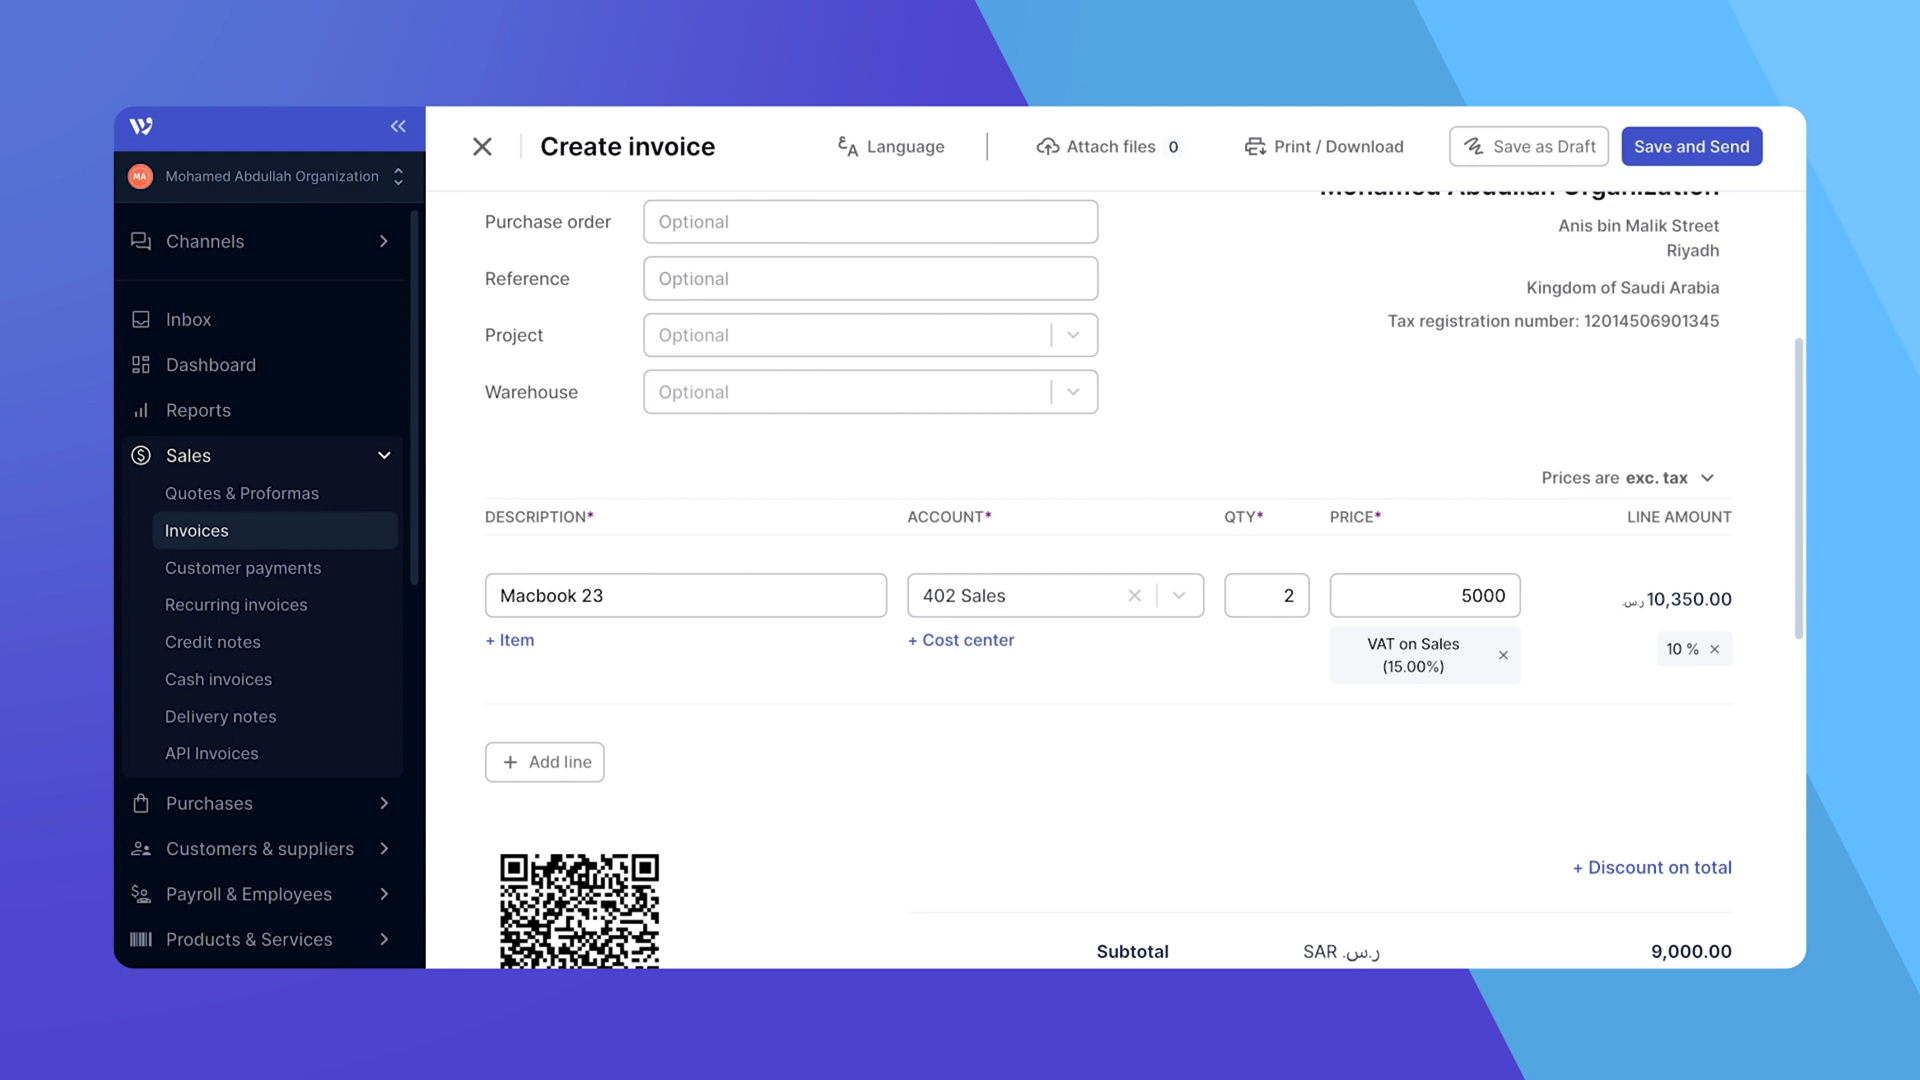 Create invoice
Language
Attach files 0
Print / Download
Save as Draft
Save and Send
MA
Mohamed Abdullah Organization
Channels
Inbox
Dashboard
Reports
Sales
Quotes & Proformas
Invoices
Customer payments
Recurring invoices
Credit notes
Cash invoices
Delivery notes
API Invoices
Purchases
Customers & suppliers
Payroll & Employees
Products & Services
Mohamed Abdullah Organization
Anis bin Malik Street
Riyadh
Kingdom of Saudi Arabia
Tax registration number: 12014506901345
Purchase order
Optional
Reference
Optional
Project
Optional
Warehouse
Optional
Prices are exc. tax
DESCRIPTION* ACCOUNT* QTY* PRICE* LINE AMOUNT
Macbook 23 402 Sales 2 5000 ر.س. 10,350.00
+ Item + Cost center
VAT on Sales
(15.00%)
10 %
+ Add line
+ Discount on total
Subtotal SAR ر.س. 9,000.00